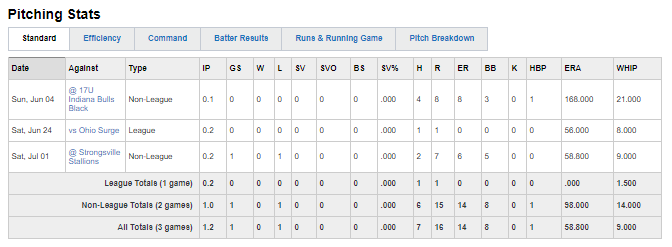 Pitching Stats
Standard Efficiency Command Batter Results Runs & Running Game Pitch Breakdown
Date Against Type IP GS W L SV SVO BS SV% H R ER BB K HBP ERA WHIP
Sun, Jun 04 @ 17U Indiana Bulls Black Non-League 0.1 0 0 0 0 0 0 .000 4 8 8 3 0 1 168.000 21.000
Sat, Jun 24 vs Ohio Surge League 0.2 0 0 0 0 0 0 .000 1 1 0 0 0 0 56.000 8.000
Sat, Jul 01 @ Strongsville Stallions Non-League 0.2 1 0 1 0 0 0 .000 2 7 6 5 0 0 58.800 9.000
League Totals (1 game) 0.2 0 0 0 0 0 0 .000 1 1 0 0 0 0 .000 1.500
Non-League Totals (2 games) 1.0 1 0 1 0 0 0 .000 6 15 14 8 0 1 98.000 14.000
All Totals (3 games) 1.2 1 0 1 0 0 0 .000 7 16 14 8 0 1 58.800 9.000